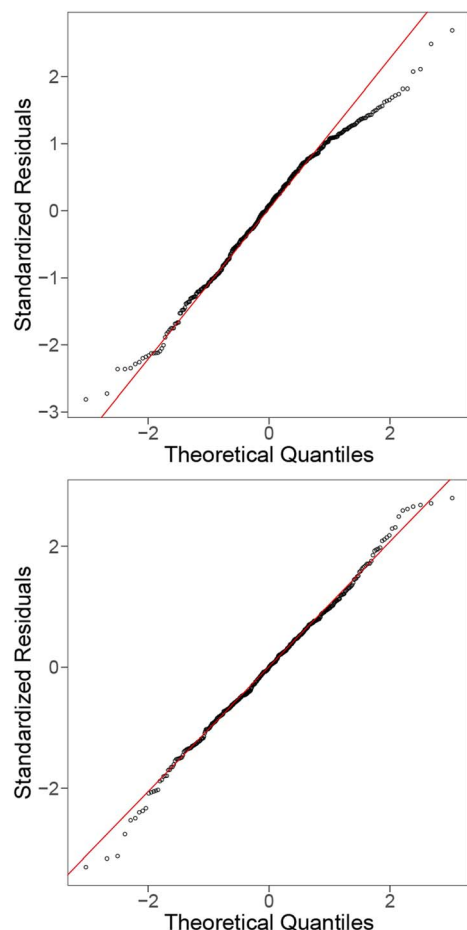 2
1
0
−1
−2
−3
Standardized Residuals
−2 0 2
Theoretical Quantiles
2
0
−2
Standardized Residuals
−2 0 2
Theoretical Quantiles